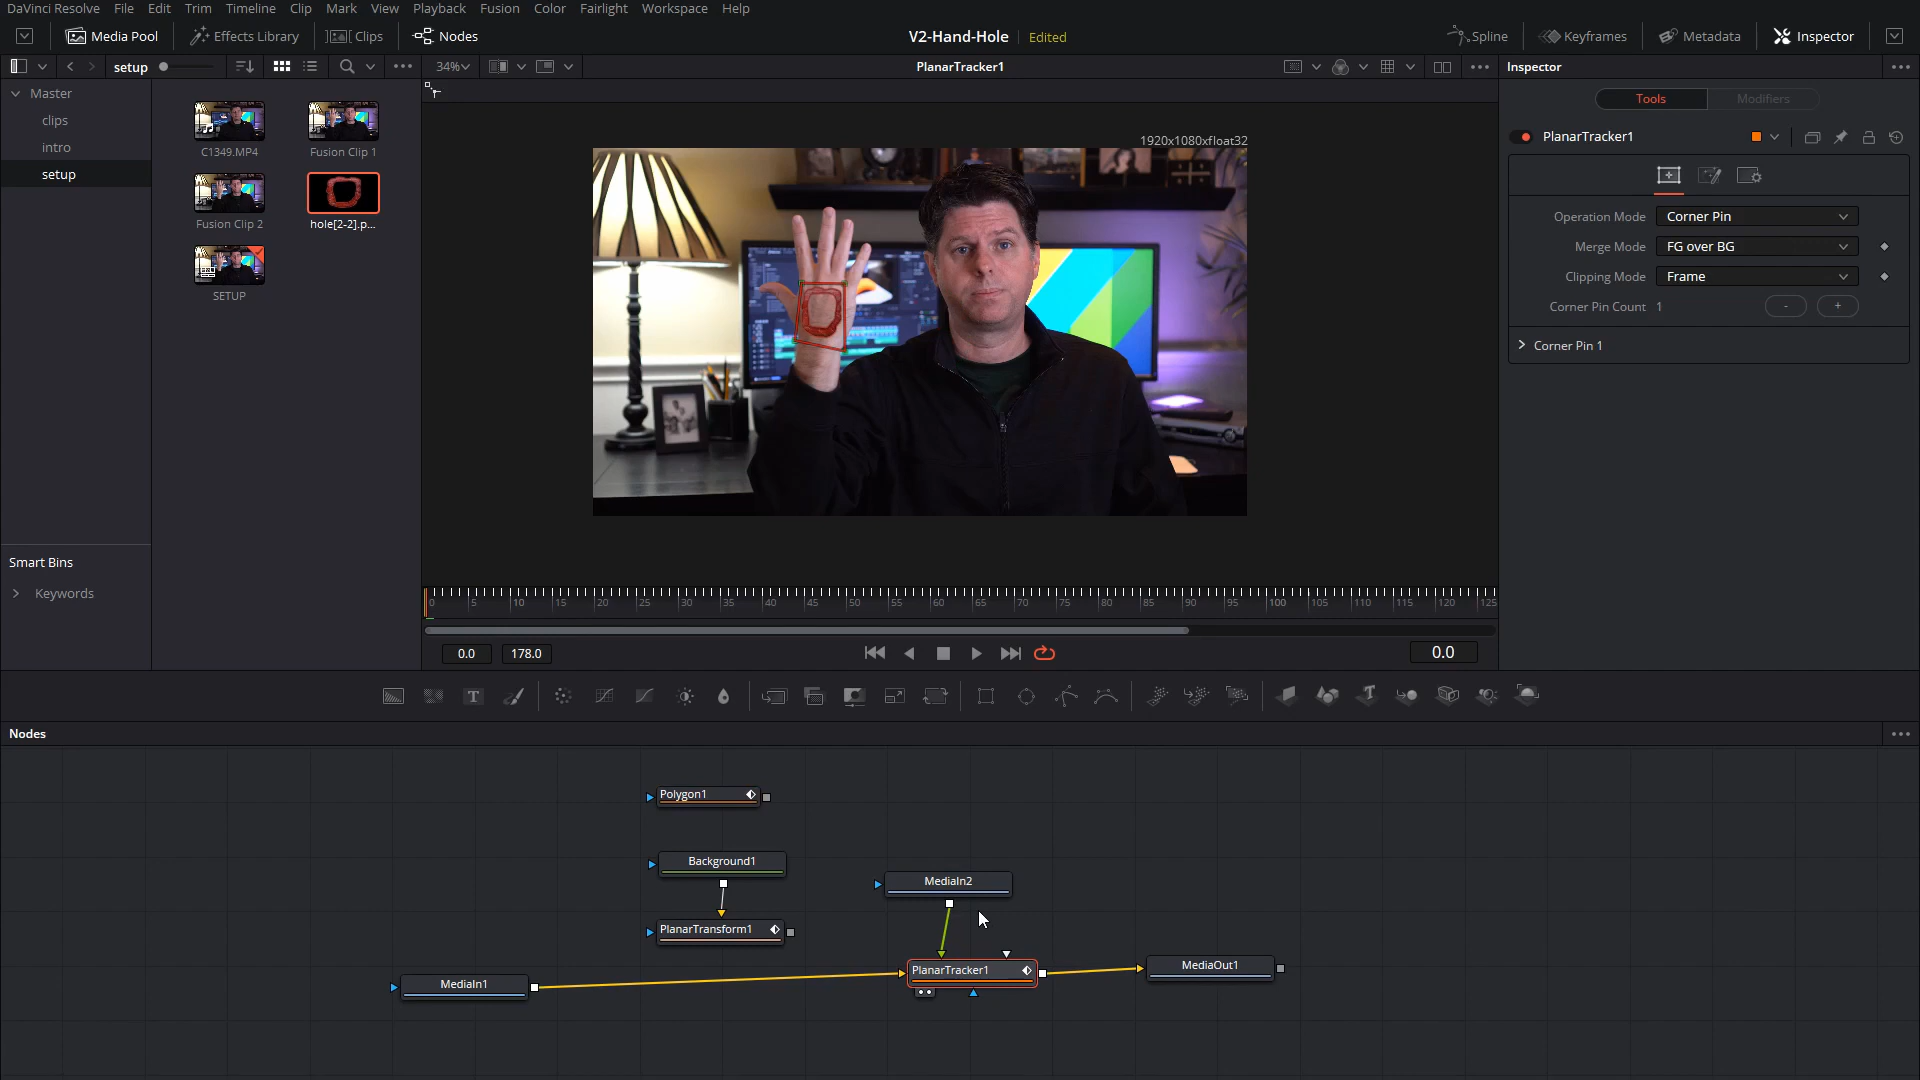 DaVinci Resolve File Edit Trim Timeline Clip Mark View Playback Fusion Color Fairlight Workspace Help
Media Pool Effects Library Clips Nodes V2-Hand-Hole Edited Spline Keyframes Metadata Inspector
setup 34% PlanarTracker1 Inspector
Master
clips
intro
setup
C1349.MP4 Fusion Clip 1
Fusion Clip 2 hole[2-2].p...
SETUP
Smart Bins
Keywords
1920x1080xfloat32
0 5 10 15 20 25 30 35 40 45 50 55 60 65 70 75 80 85 90 95 100 105 110 115 120 125
0.0 178.0 0.0
Tools Modifiers
PlanarTracker1
Operation Mode Corner Pin
Merge Mode FG over BG
Clipping Mode Frame
Corner Pin Count 1 - +
Corner Pin 1
T T
Nodes
Polygon1
Background1
MediaIn2
PlanarTransform1
MediaIn1 PlanarTracker1 MediaOut1